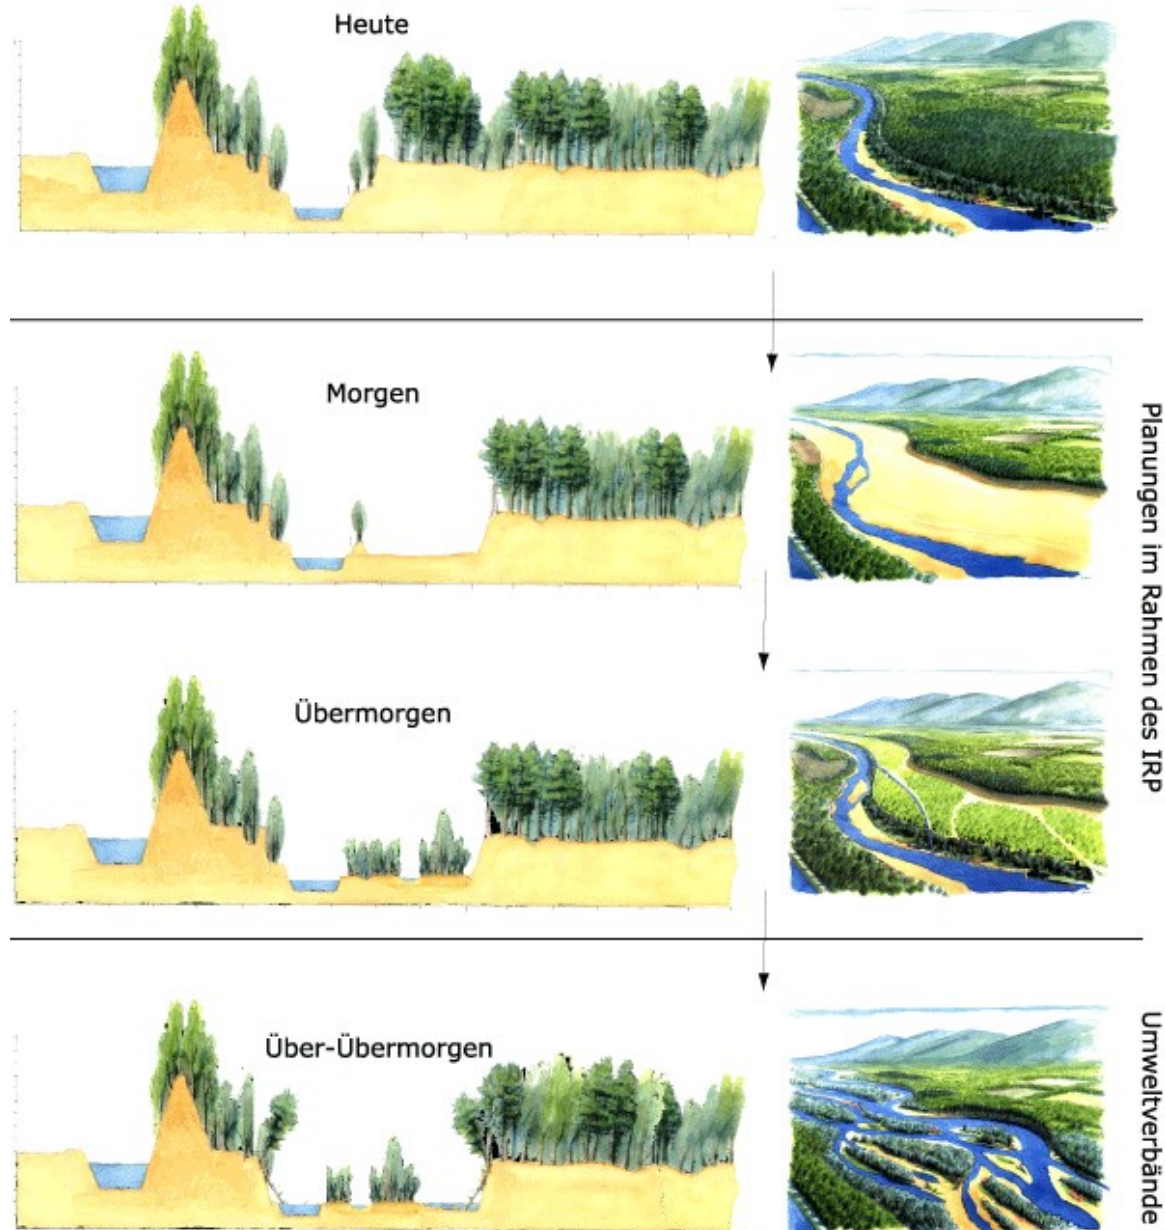 Heute
Morgen
Übermorgen
Planungen im Rahmen des IRP
Über-Übermorgen
Umweltverbände